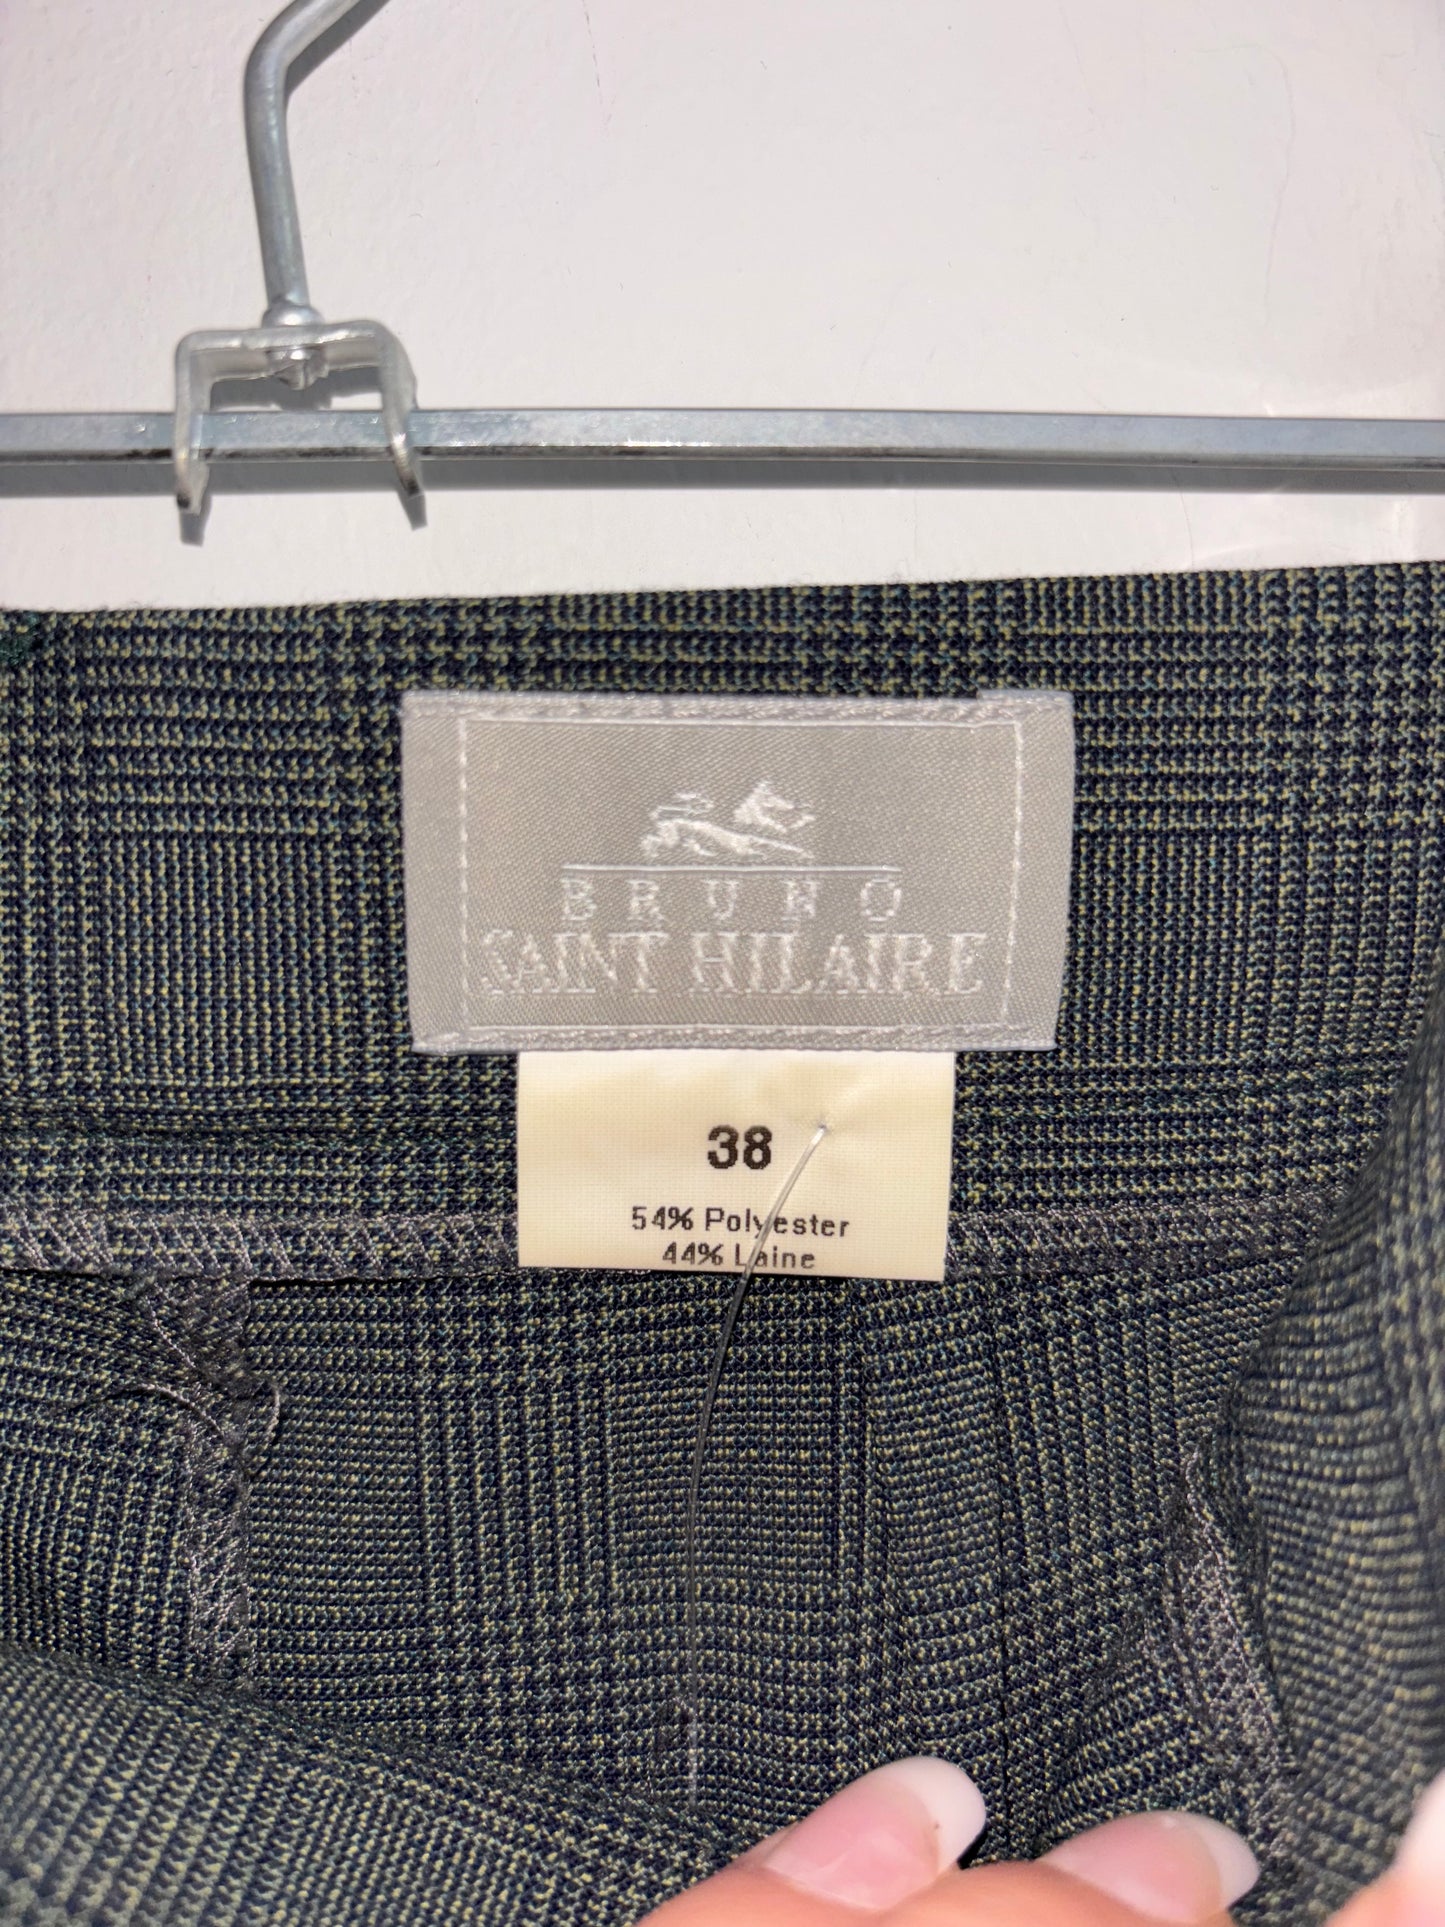 BRUNO
SAINT HILAIRE
38
54% Polyester
44% Laine